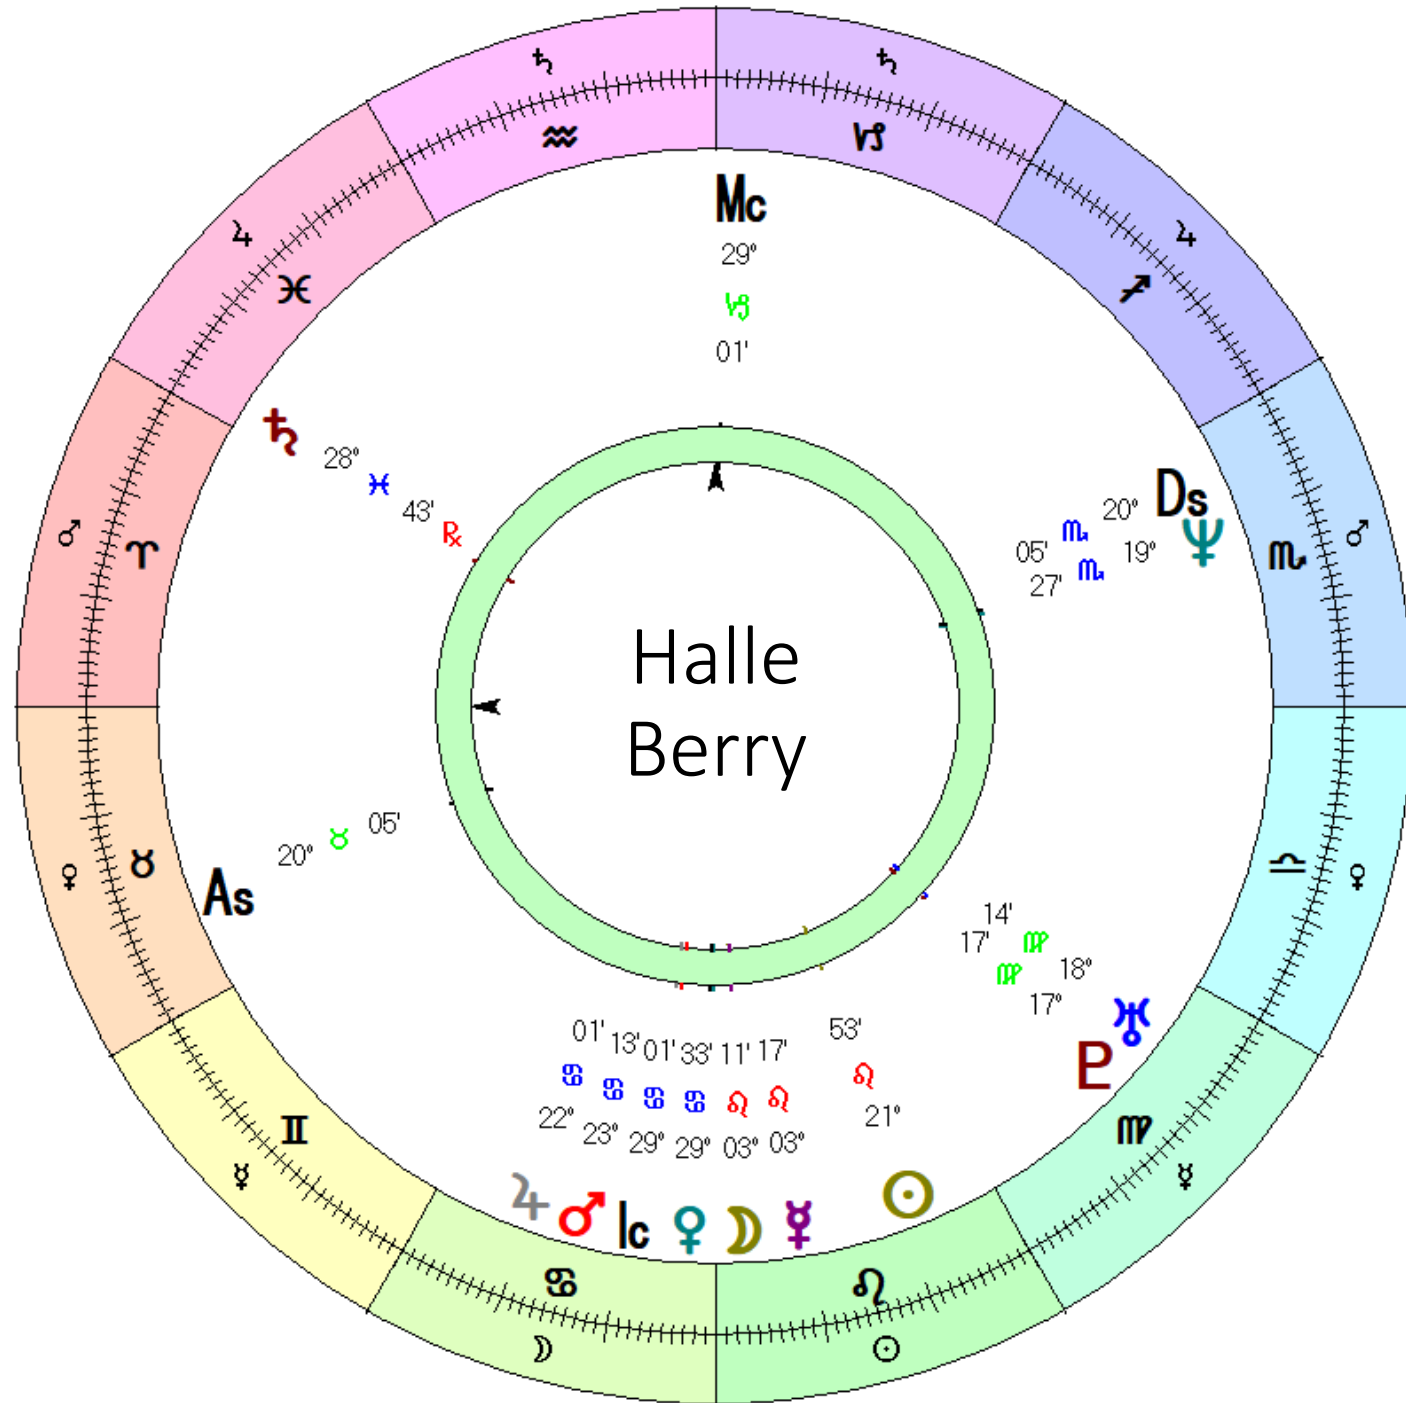 ♄ ♄
♒ ♑
Mc
29°
♑
01'
♃ ♃
♓ ♐
♄ 28° ♓ 43' ℞
Ds 20° ♏ 05'
♆ 19° ♏ 27'
♂ ♂
♈ ♏
Halle
Berry
As 20° ♉ 05'
♀ ♀
♉ ♎
14' ♍ 18° ♅
17' ♍ 17° ♇
01' 13' 01' 33' 11' 17' 53'
♋ ♋ ♋ ♋ ♌ ♌ ♌
22° 23° 29° 29° 03° 03° 21°
♃ ♂ Ic ♀ ☽ ☿ ☉
♊ ♍
☿ ☿
♋ ♌
☽ ☉